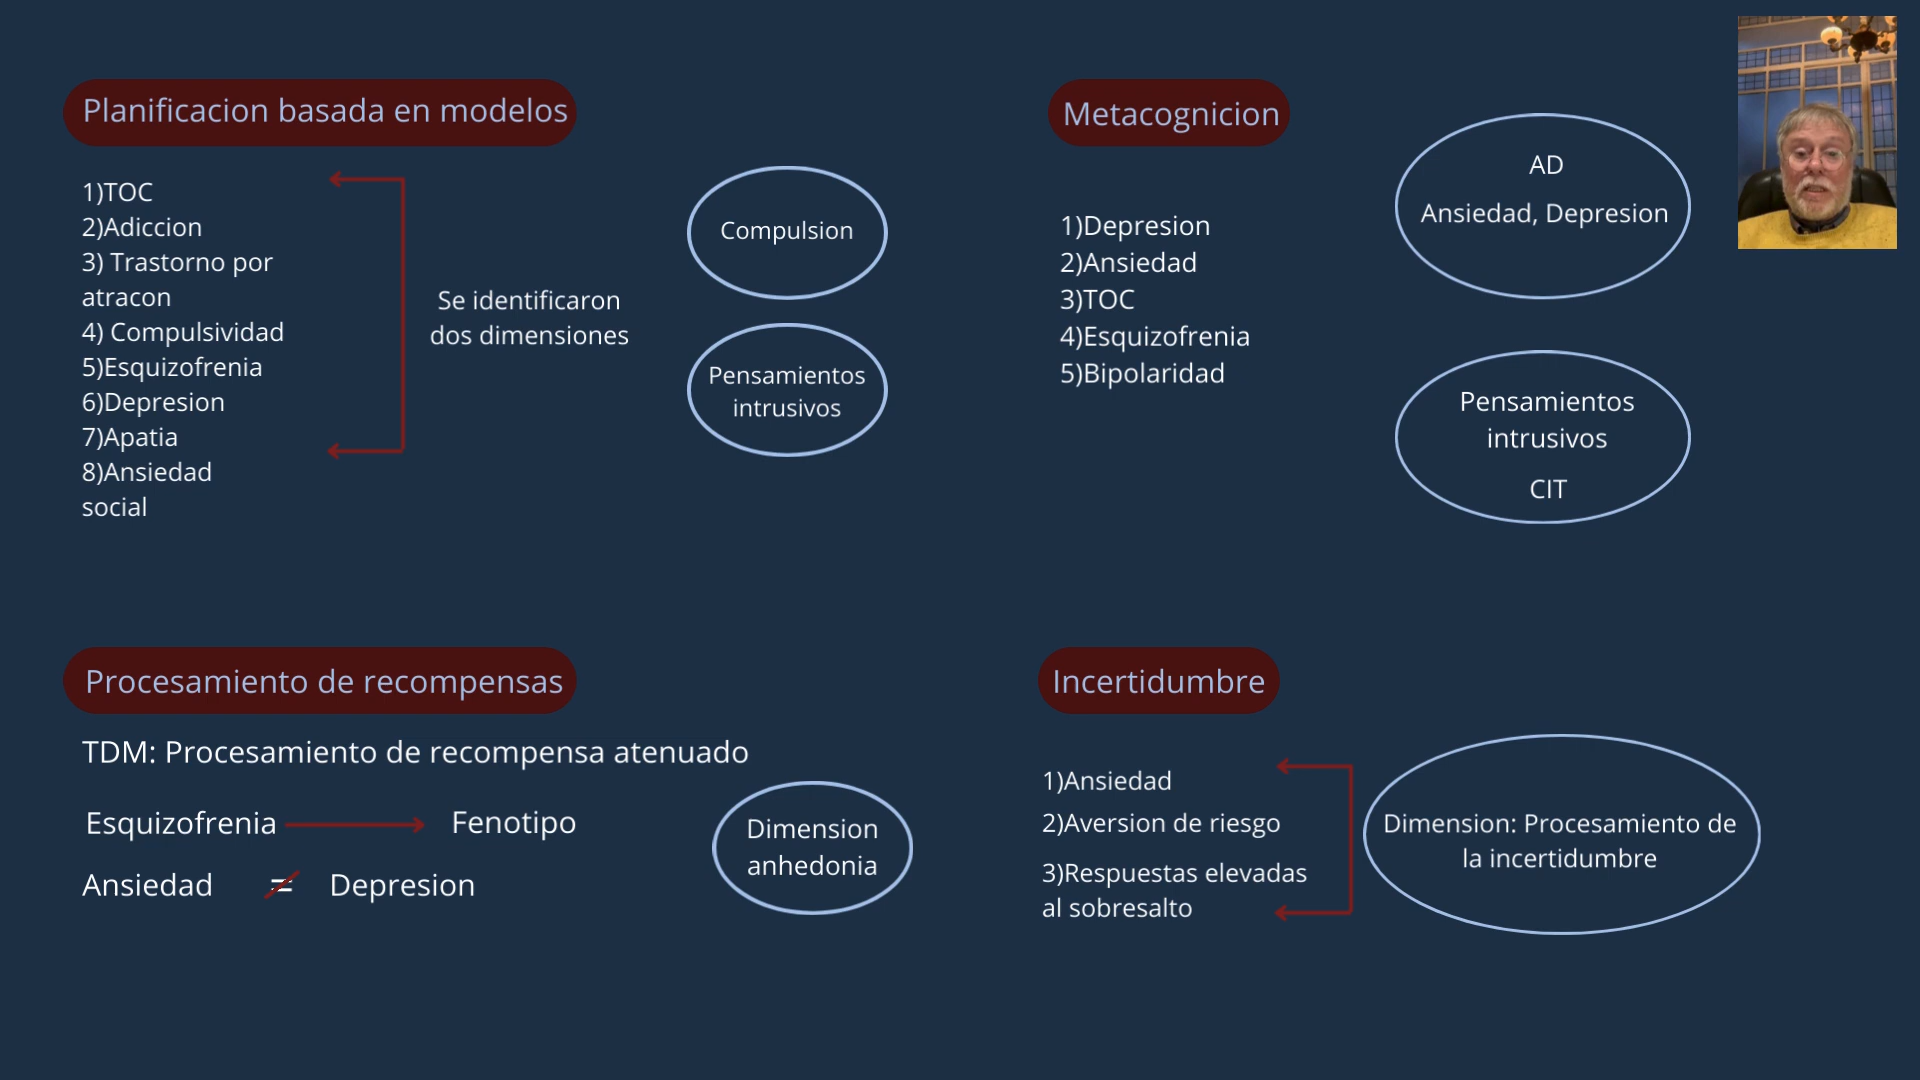 Planificacion basada en modelos
1)TOC
2)Adiccion
3) Trastorno por
atracon
4) Compulsividad
5)Esquizofrenia
6)Depresion
7)Apatia
8)Ansiedad
social
Se identificaron
dos dimensiones
Compulsion
Pensamientos
intrusivos
Metacognicion
1)Depresion
2)Ansiedad
3)TOC
4)Esquizofrenia
5)Bipolaridad
AD
Ansiedad, Depresion
Pensamientos
intrusivos
CIT
Procesamiento de recompensas
TDM: Procesamiento de recompensa atenuado
Esquizofrenia Fenotipo
Ansiedad = Depresion
Dimension
anhedonia
Incertidumbre
1)Ansiedad
2)Aversion de riesgo
3)Respuestas elevadas
al sobresalto
Dimension: Procesamiento de
la incertidumbre